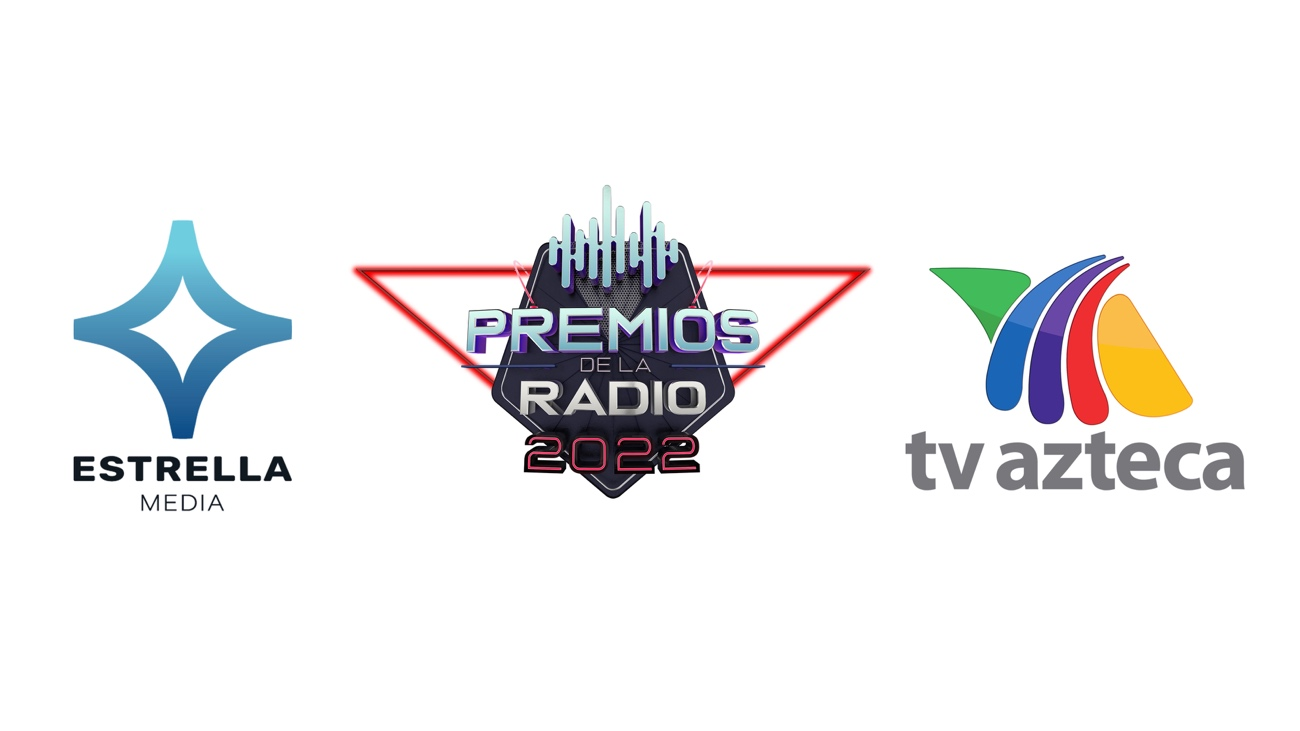 ESTRELLA
MEDIA
PREMIOS
DE LA
RADIO
2022
tv azteca